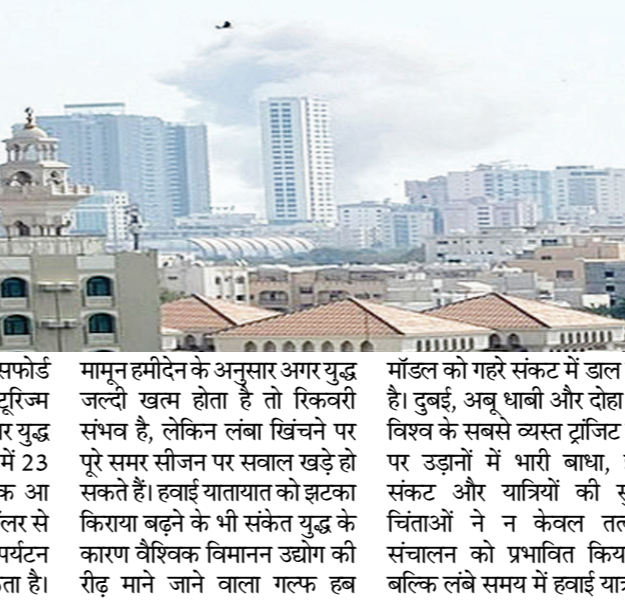 सफोर्ड
टूरिज्म
र युद्ध
में 23
क आ
लर से
पर्यटन
ता है।
मामून हमीदेन के अनुसार अगर युद्ध
जल्दी खत्म होता है तो रिकवरी
संभव है, लेकिन लंबा खिंचने पर
पूरे समर सीजन पर सवाल खड़े हो
सकते हैं। हवाई यातायात को झटका
किराया बढ़ने के भी संकेत युद्ध के
कारण वैश्विक विमानन उद्योग की
रीढ़ माने जाने वाला गल्फ हब
मॉडल को गहरे संकट में डाल
है। दुबई, अबू धाबी और दोहा
विश्व के सबसे व्यस्त ट्रांजिट
पर उड़ानों में भारी बाधा,
संकट और यात्रियों की सु
चिंताओं ने न केवल तत
संचालन को प्रभावित किय
बल्कि लंबे समय में हवाई यात्र